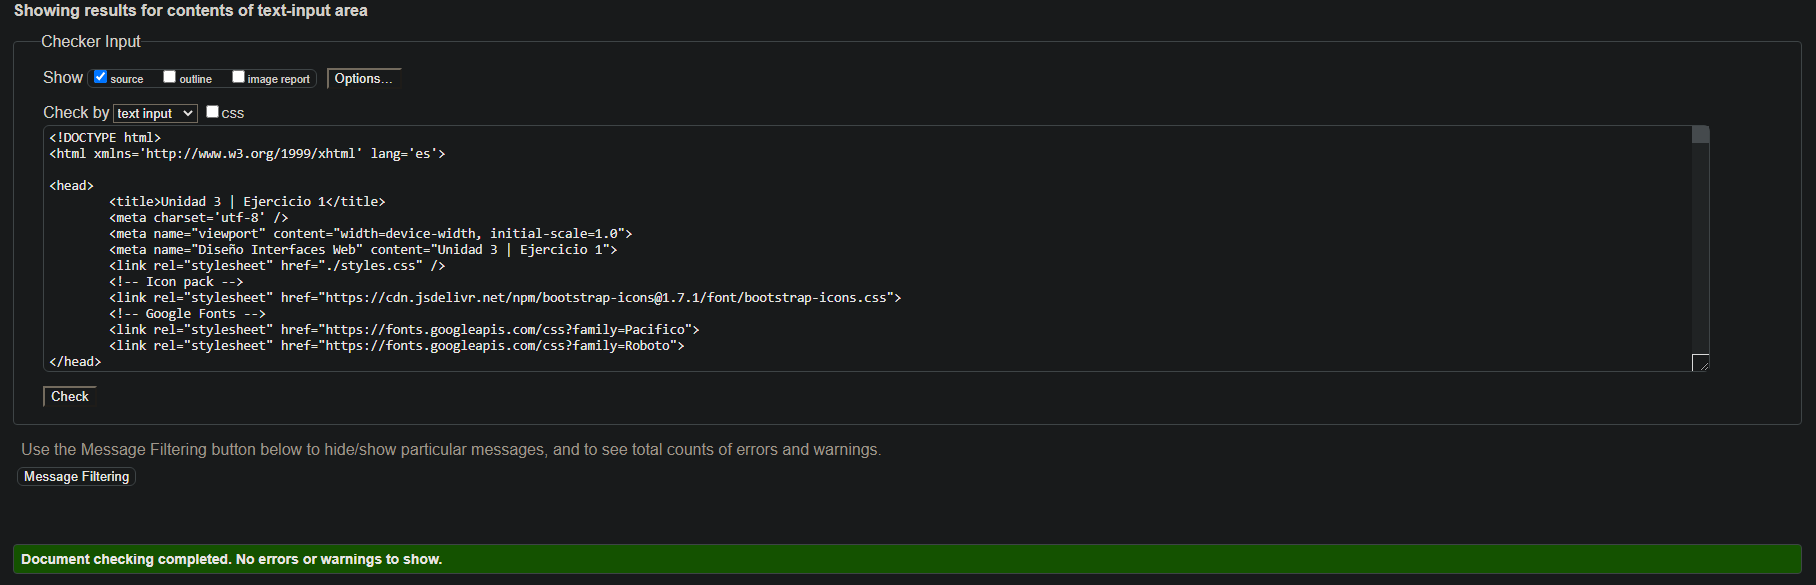 Showing results for contents of text-input area
Checker Input
Show source outline image report Options...
Check by text input css
<!DOCTYPE html>
<html xmlns='http://www.w3.org/1999/xhtml' lang='es'>
<head>
<title>Unidad 3 | Ejercicio 1</title>
<meta charset='utf-8' />
<meta name="viewport" content="width=device-width, initial-scale=1.0">
<meta name="Diseño Interfaces Web" content="Unidad 3 | Ejercicio 1">
<link rel="stylesheet" href="./styles.css" />
<!-- Icon pack -->
<link rel="stylesheet" href="https://cdn.jsdelivr.net/npm/bootstrap-icons@1.7.1/font/bootstrap-icons.css">
<!-- Google Fonts -->
<link rel="stylesheet" href="https://fonts.googleapis.com/css?family=Pacifico">
<link rel="stylesheet" href="https://fonts.googleapis.com/css?family=Roboto">
</head>
Check
Use the Message Filtering button below to hide/show particular messages, and to see total counts of errors and warnings.
Message Filtering
Document checking completed. No errors or warnings to show.